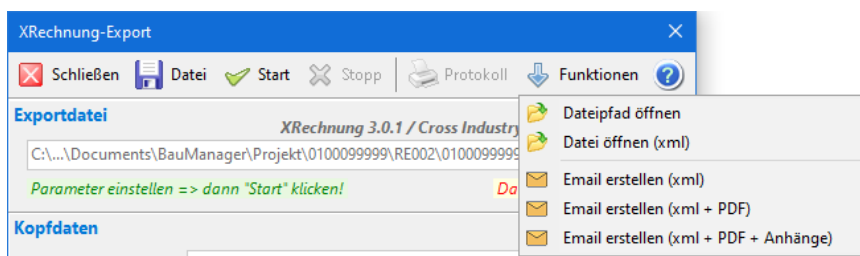 XRechnung-Export
Schließen Datei Start Stopp Protokoll Funktionen ?
Exportdatei
XRechnung 3.0.1 / Cross Industry
C:\...\Documents\BauManager\Projekt\0100099999\RE002\0100099999
Parameter einstellen => dann "Start" klicken!
Da
Kopfdaten
Dateipfad öffnen
Datei öffnen (xml)
Email erstellen (xml)
Email erstellen (xml + PDF)
Email erstellen (xml + PDF + Anhänge)